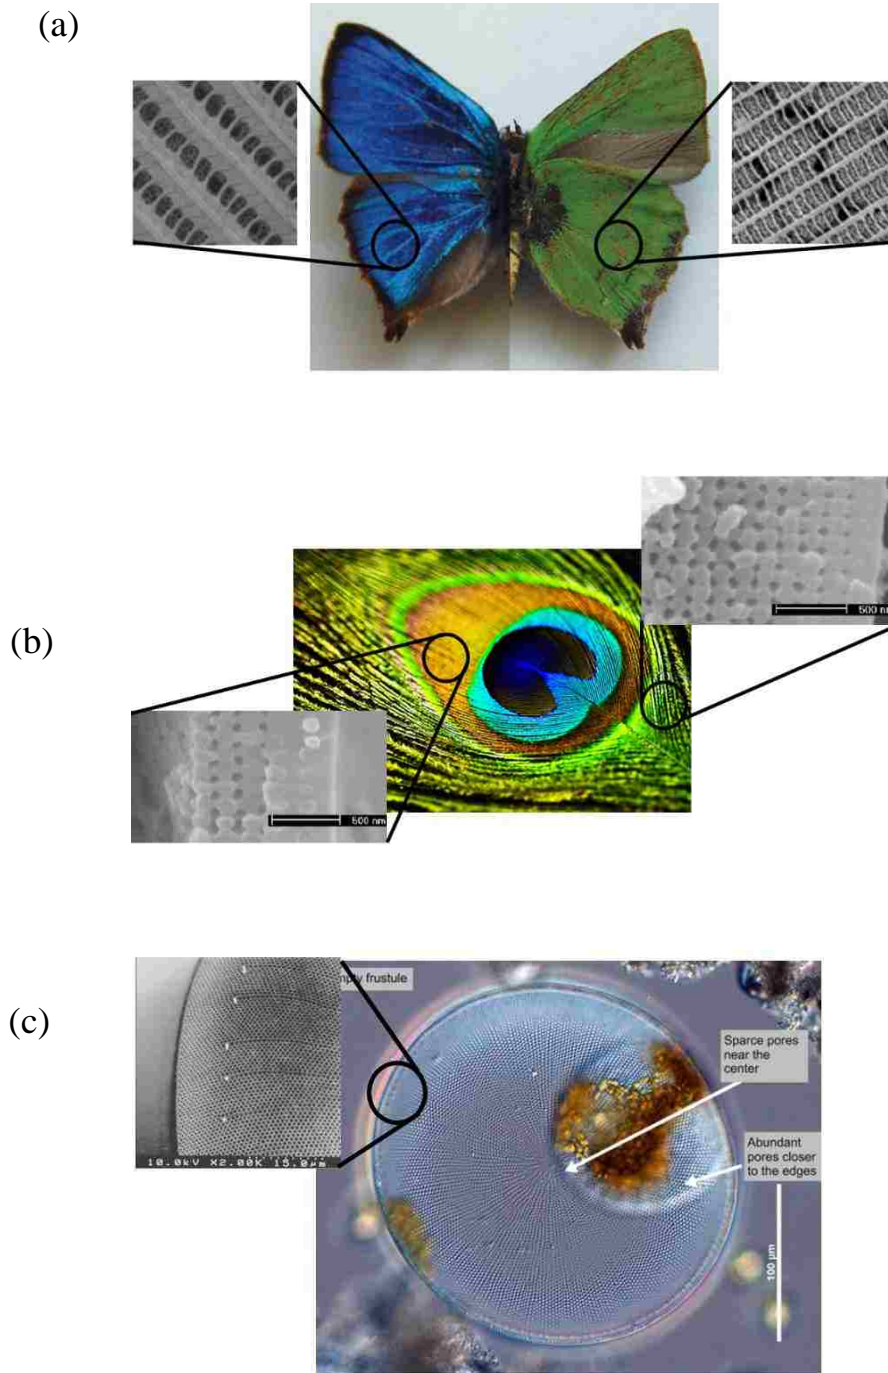 (a)
500 nm
(b)
500 nm
(c)
mpty frustule
Sparce pores
near the
center
Abundant
pores closer
to the edges
10.0kV X2.00K 15.0µm
100 µm